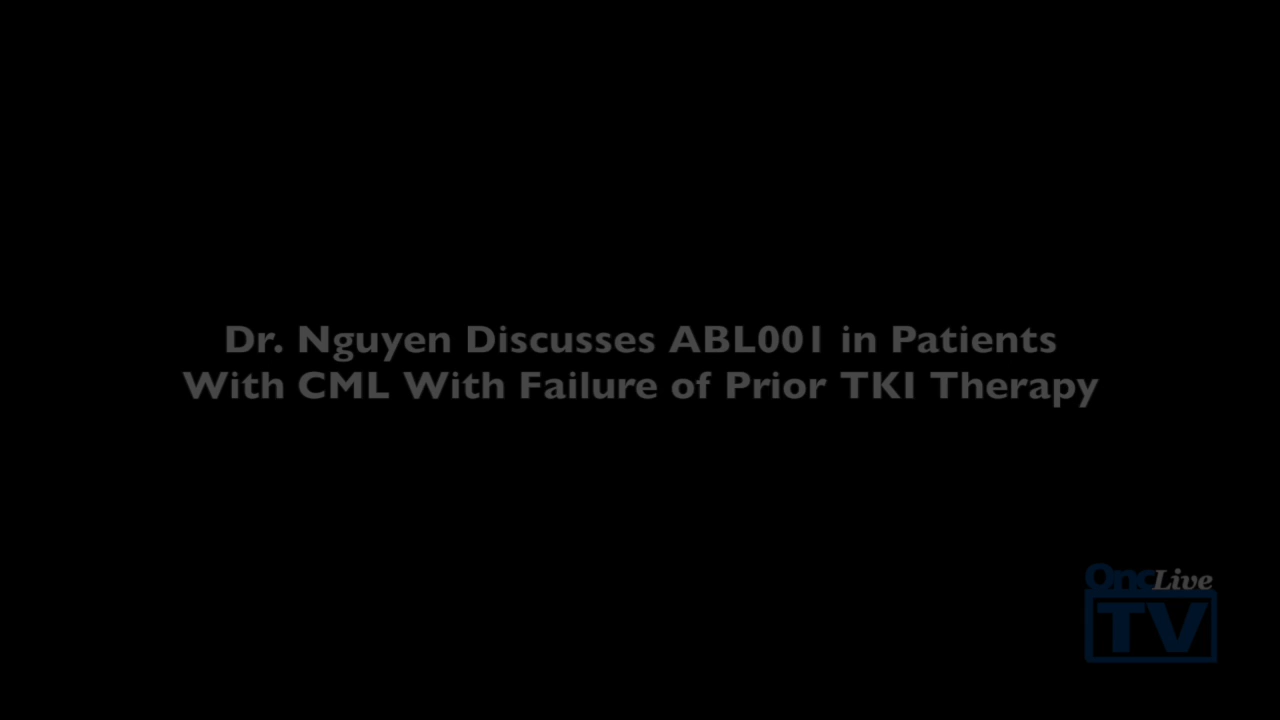 Dr. Nguyen Discusses ABL001 in Patients
With CML With Failure of Prior TKI Therapy
OncLive
TV